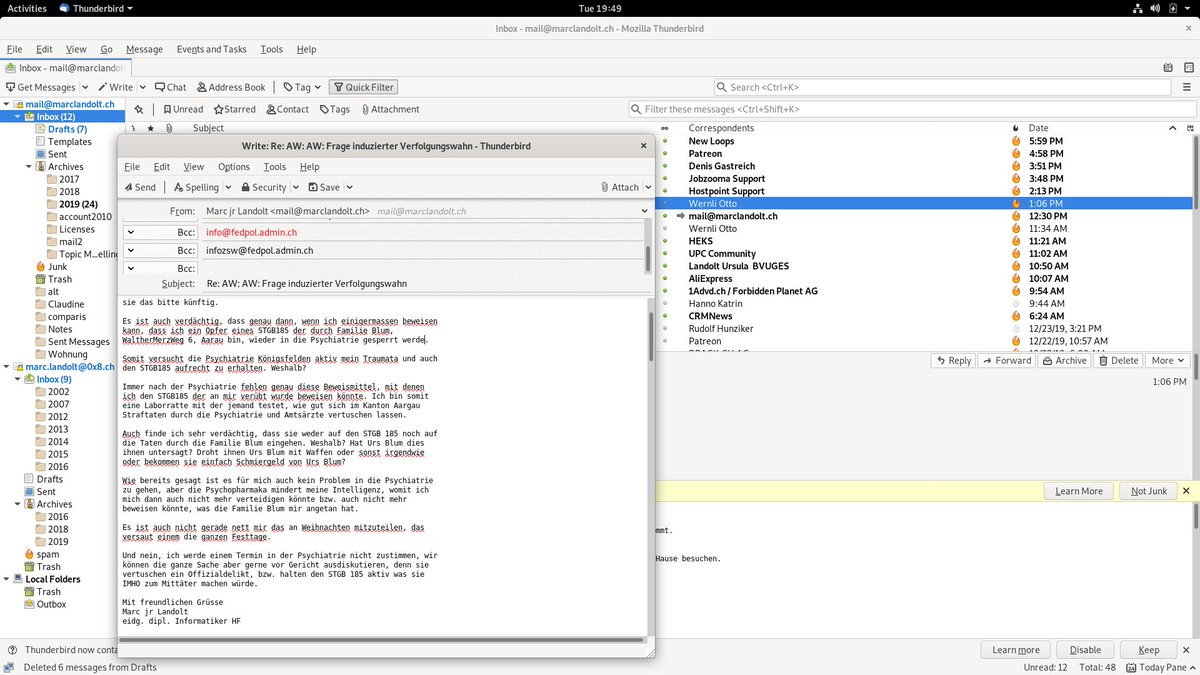 Activities Thunderbird Tue 19:49
Inbox - mail@marclandolt.ch - Mozilla Thunderbird
File Edit View Go Message Events and Tasks Tools Help
Inbox - mail@marclandolt
Get Messages Write Chat Address Book Tag Quick Filter Search <Ctrl+K>
mail@marclandolt.ch
Inbox (12)
Drafts (7)
Templates
Sent
Archives
2017
2018
2019 (24)
account2010
Licenses
mail2
Topic M...elling
Junk
Trash
alt
Claudine
comparis
Notes
Sent Messages
Wohnung
marc.landolt@0x8.ch
Inbox (9)
2002
2007
2012
2013
2014
2015
2016
Drafts
Sent
Archives
2016
2018
2019
spam
Trash
Local Folders
Trash
Outbox
Unread Starred Contact Tags Attachment Filter these messages <Ctrl+Shift+K>
Subject Correspondents Date
New Loops 5:59 PM
Patreon 4:58 PM
Denis Gastreich 3:51 PM
Jobzooma Support 3:48 PM
Hostpoint Support 2:13 PM
Wernli Otto 1:06 PM
mail@marclandolt.ch 12:30 PM
Wernli Otto 11:34 AM
HEKS 11:21 AM
UPC Community 11:02 AM
Landolt Ursula BVUGES 10:50 AM
AliExpress 10:07 AM
1Advd.ch / Forbidden Planet AG 9:54 AM
Hanno Katrin 9:44 AM
CRMNews 6:24 AM
Rudolf Hunziker 12/23/19, 3:21 PM
Patreon 12/22/19, 10:57 AM
Reply Forward Archive Delete More
1:06 PM
Learn More Not Junk
mmt.
Hause besuchen.
Write: Re: AW: AW: Frage induzierter Verfolgungswahn - Thunderbird
File Edit View Options Tools Help
Send Spelling Security Save Attach
From: Marc jr Landolt <mail@marclandolt.ch> mail@marclandolt.ch
Bcc: info@fedpol.admin.ch
Bcc: infozsw@fedpol.admin.ch
Bcc:
Subject: Re: AW: AW: Frage induzierter Verfolgungswahn
sie das bitte künftig.
Es ist auch verdächtig, dass genau dann, wenn ich einigermassen beweisen
kann, dass ich ein Opfer eines STGB185 der durch Familie Blum,
WaltherMerzWeg 6, Aarau bin, wieder in die Psychiatrie gesperrt werde.
Somit versucht die Psychiatrie Königsfelden aktiv mein Traumata und auch
den STGB185 aufrecht zu erhalten. Weshalb?
Immer nach der Psychiatrie fehlen genau diese Beweismittel, mit denen
ich den STGB185 der an mir verübt wurde beweisen könnte. Ich bin somit
eine Laborratte mit der jemand testet, wie gut sich im Kanton Aargau
Straftaten durch die Psychiatrie und Amtsärzte vertuschen lassen.
Auch finde ich sehr verdächtig, dass sie weder auf den STGB 185 noch auf
die Taten durch die Familie Blum eingehen. Weshalb? Hat Urs Blum dies
ihnen untersagt? Droht ihnen Urs Blum mit Waffen oder sonst irgendwie
oder bekommen sie einfach Schmiergeld von Urs Blum?
Wie bereits gesagt ist es für mich auch kein Problem in die Psychiatrie
zu gehen, aber die Psychopharmaka mindert meine Intelligenz, womit ich
mich dann auch nicht mehr verteidigen könnte bzw. auch nicht mehr
beweisen könnte, was die Familie Blum mir angetan hat.
Es ist auch nicht gerade nett mir das an Weihnachten mitzuteilen, das
versaut einem die ganzen Festtage.
Und nein, ich werde einem Termin in der Psychiatrie nicht zustimmen, wir
können die ganze Sache aber gerne vor Gericht ausdiskutieren, denn sie
vertuschen ein Offizialdelikt, bzw. halten den STGB 185 aktiv was sie
IMHO zum Mittäter machen würde.
Mit freundlichen Grüsse
Marc jr Landolt
eidg. dipl. Informatiker HF
Thunderbird now conta Learn more Disable Keep
Deleted 6 messages from Drafts Unread: 12 Total: 48 Today Pane